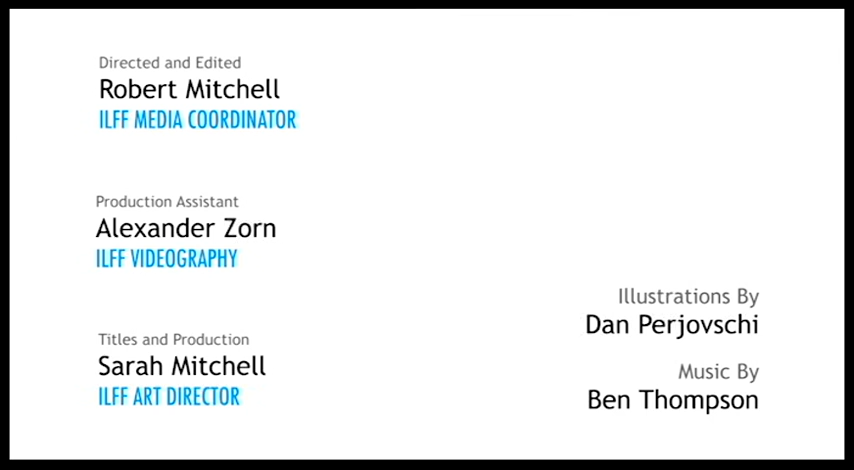 Directed and Edited
Robert Mitchell
ILFF MEDIA COORDINATOR
Production Assistant
Alexander Zorn
ILFF VIDEOGRAPHY
Titles and Production
Sarah Mitchell
ILFF ART DIRECTOR
Illustrations By
Dan Perjovschi
Music By
Ben Thompson